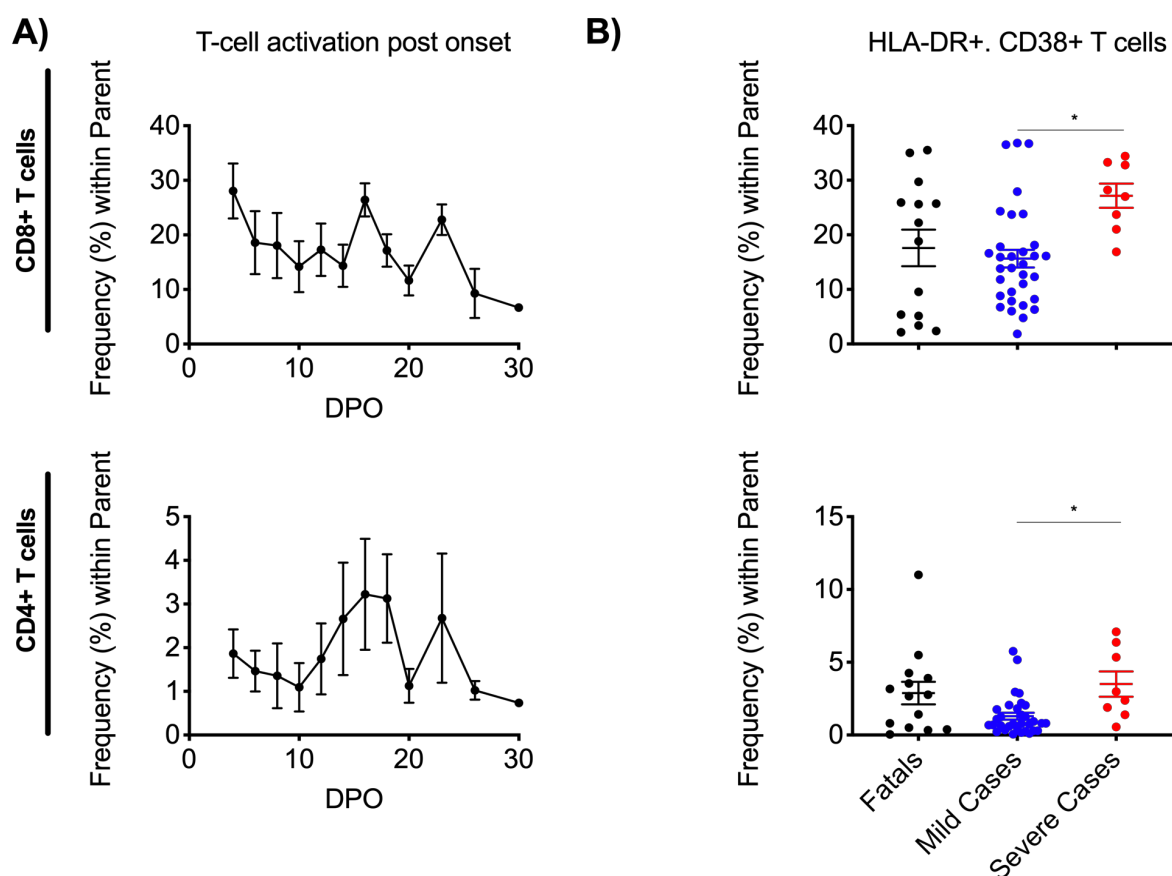 A)
T-cell activation post onset
CD8+ T cells
Frequency (%) within Parent
40
30
20
10
0
0 10 20 30
DPO
CD4+ T cells
Frequency (%) within Parent
5
4
3
2
1
0
0 10 20 30
DPO
B)
HLA-DR+. CD38+ T cells
Frequency (%) within Parent
40
30
20
10
0
*
Frequency (%) within Parent
15
10
5
0
*
Fatals
Mild Cases
Severe Cases